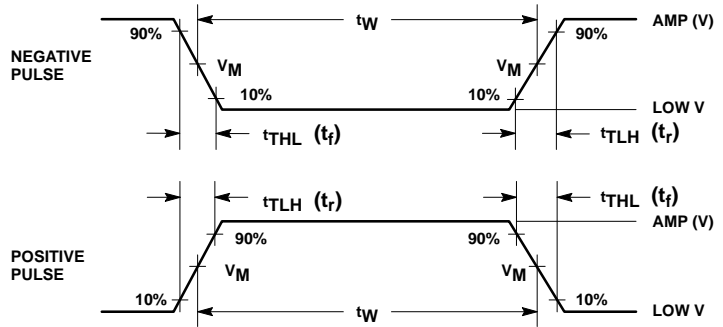 tW
AMP (V)
90%
90%
NEGATIVE
PULSE
VM
VM
10%
10%
LOW V
tTHL (tf)
tTLH (tr)
tTLH (tr)
tTHL (tf)
AMP (V)
90%
90%
POSITIVE
PULSE
VM
VM
10%
10%
tW
LOW V